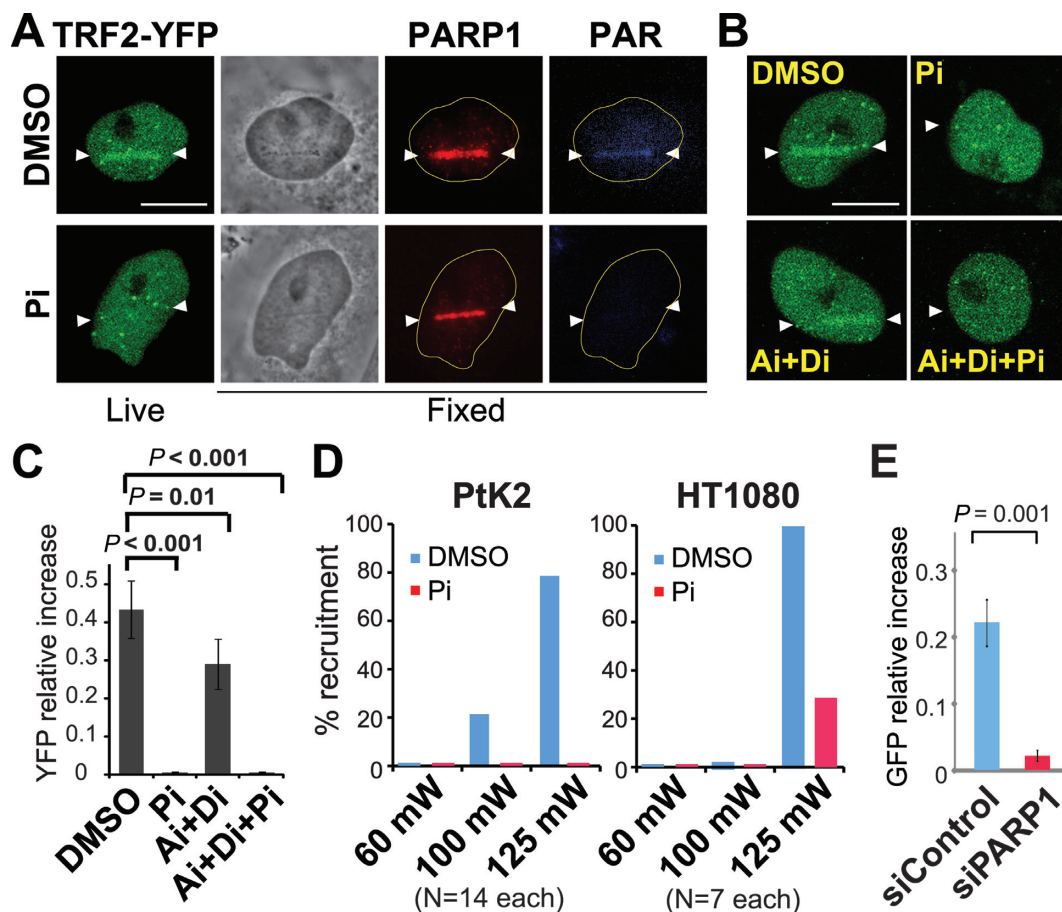 A
TRF2-YFP PARP1 PAR
DMSO
Pi
Live Fixed
B
DMSO Pi
Ai+Di Ai+Di+Pi
C
P < 0.001
P = 0.01
P < 0.001
YFP relative increase
0.5
0.4
0.3
0.2
0.1
0
DMSO Pi Ai+Di Ai+Di+Pi
D
PtK2
% recruitment
100
80
60
40
20
0
DMSO
Pi
60 mW 100 mW 125 mW
(N=14 each)
HT1080
100
80
60
40
20
0
DMSO
Pi
60 mW 100 mW 125 mW
(N=7 each)
E
P = 0.001
GFP relative increase
0.3
0.2
0.1
0
siControl siPARP1